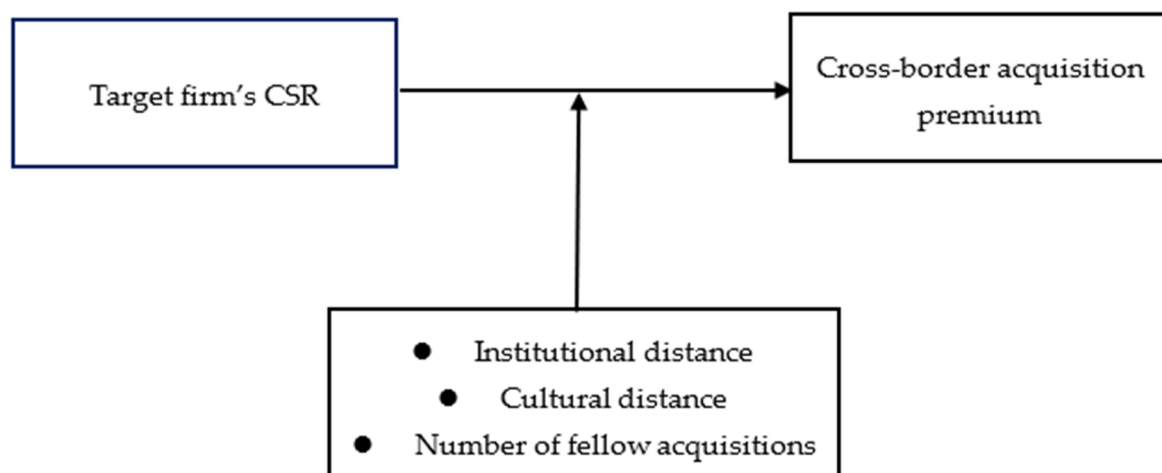 Target firm's CSR
Cross-border acquisition
premium
● Institutional distance
● Cultural distance
● Number of fellow acquisitions